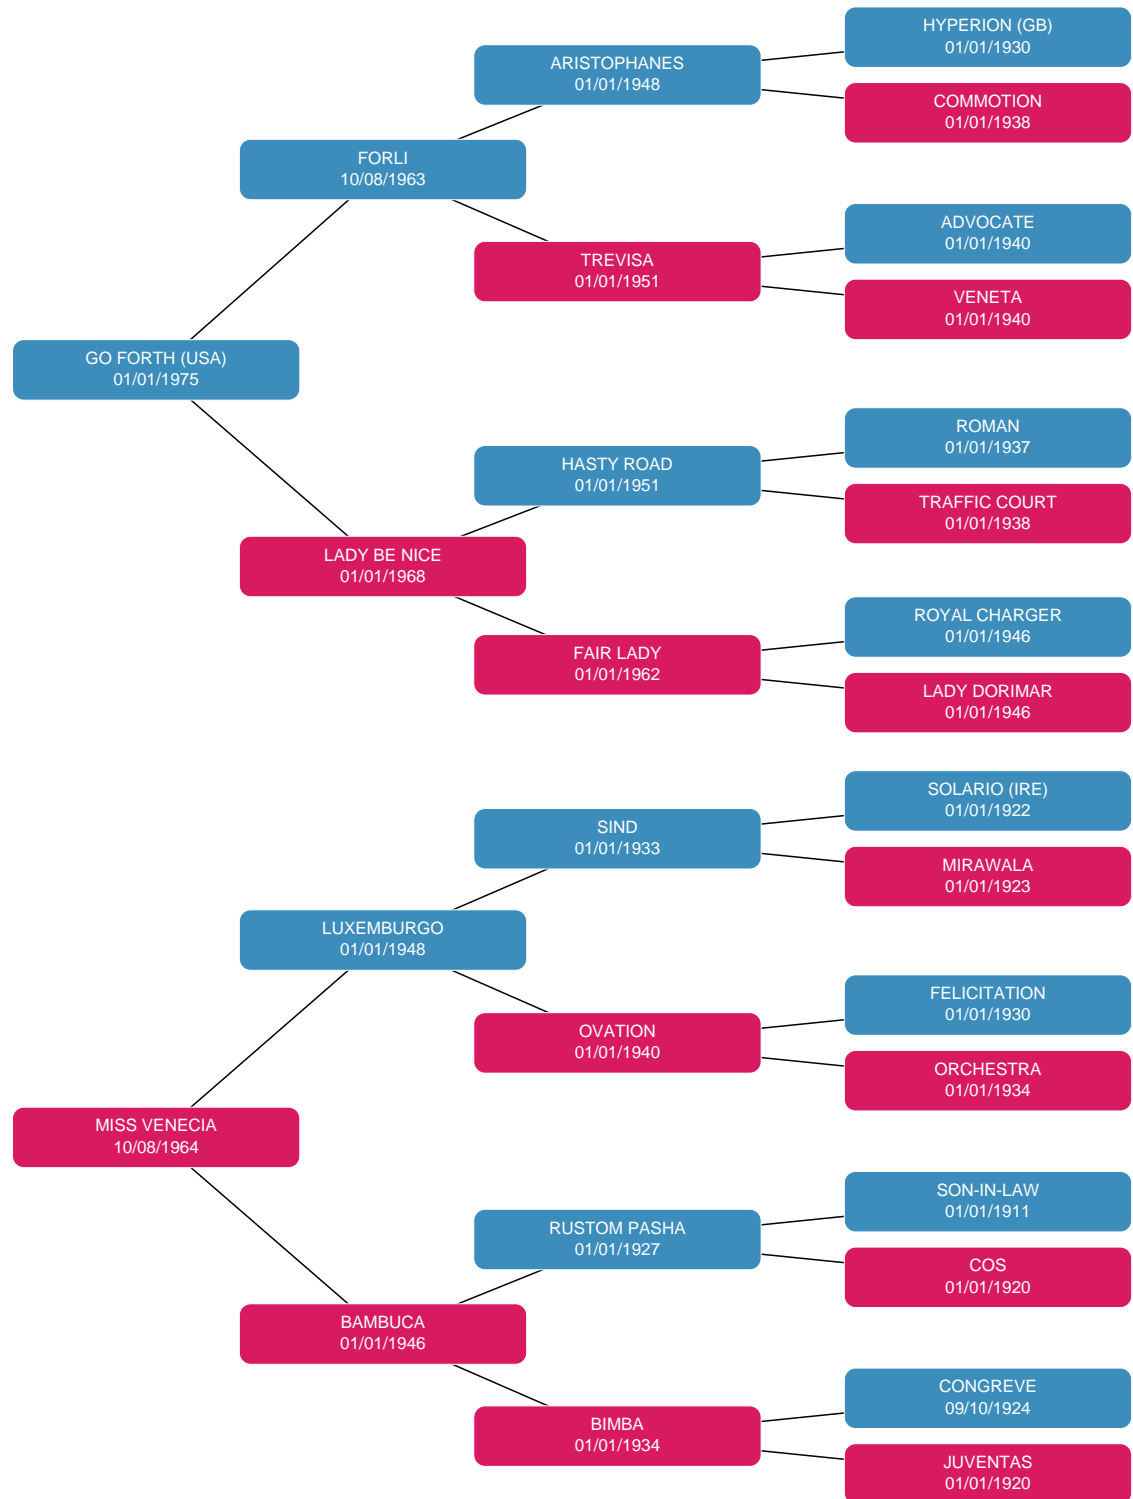 HYPERION (GB)
01/01/1930
ARISTOPHANES
01/01/1948
COMMOTION
01/01/1938
FORLI
10/08/1963
ADVOCATE
01/01/1940
TREVISA
01/01/1951
VENETA
01/01/1940
GO FORTH (USA)
01/01/1975
ROMAN
01/01/1937
HASTY ROAD
01/01/1951
TRAFFIC COURT
01/01/1938
LADY BE NICE
01/01/1968
ROYAL CHARGER
01/01/1946
FAIR LADY
01/01/1962
LADY DORIMAR
01/01/1946
SOLARIO (IRE)
01/01/1922
SIND
01/01/1933
MIRAWALA
01/01/1923
LUXEMBURGO
01/01/1948
FELICITATION
01/01/1930
OVATION
01/01/1940
ORCHESTRA
01/01/1934
MISS VENECIA
10/08/1964
SON-IN-LAW
01/01/1911
RUSTOM PASHA
01/01/1927
COS
01/01/1920
BAMBUCA
01/01/1946
CONGREVE
09/10/1924
BIMBA
01/01/1934
JUVENTAS
01/01/1920